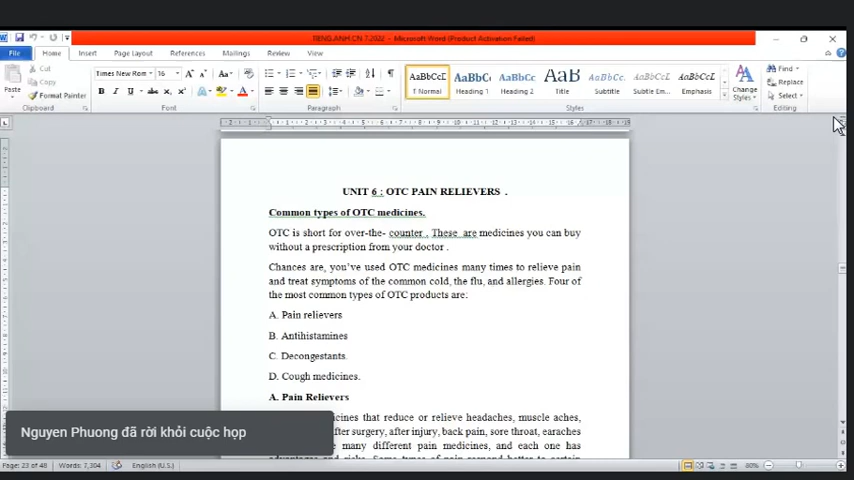 TIENG ANH CN 7-2022 - Microsoft Word (Product Activation Failed)
File Home Insert Page Layout References Mailings Review View
Paste
Cut
Copy
Format Painter
Clipboard
Times New Rom 16
Font
Paragraph
AaBbCcI AaBbC AaBbCc AaB AaBbCcI AaBbCcI AaBbCcI
¶ Normal Heading 1 Heading 2 Title Subtitle Subtle Em... Emphasis
Change Styles
Styles
Find
Replace
Select
Editing
UNIT 6 : OTC PAIN RELIEVERS .
Common types of OTC medicines.
OTC is short for over-the- counter . These are medicines you can buy
without a prescription from your doctor .
Chances are, you’ve used OTC medicines many times to relieve pain
and treat symptoms of the common cold, the flu, and allergies. Four of
the most common types of OTC products are:
A. Pain relievers
B. Antihistamines
C. Decongestants.
D. Cough medicines.
A. Pain Relievers
cines that reduce or relieve headaches, muscle aches,
fter surgery, after injury, back pain, sore throat, earaches
many different pain medicines, and each one has
Nguyen Phuong đã rời khỏi cuộc họp
Page: 23 of 48 Words: 7,304 English (U.S.) 80%